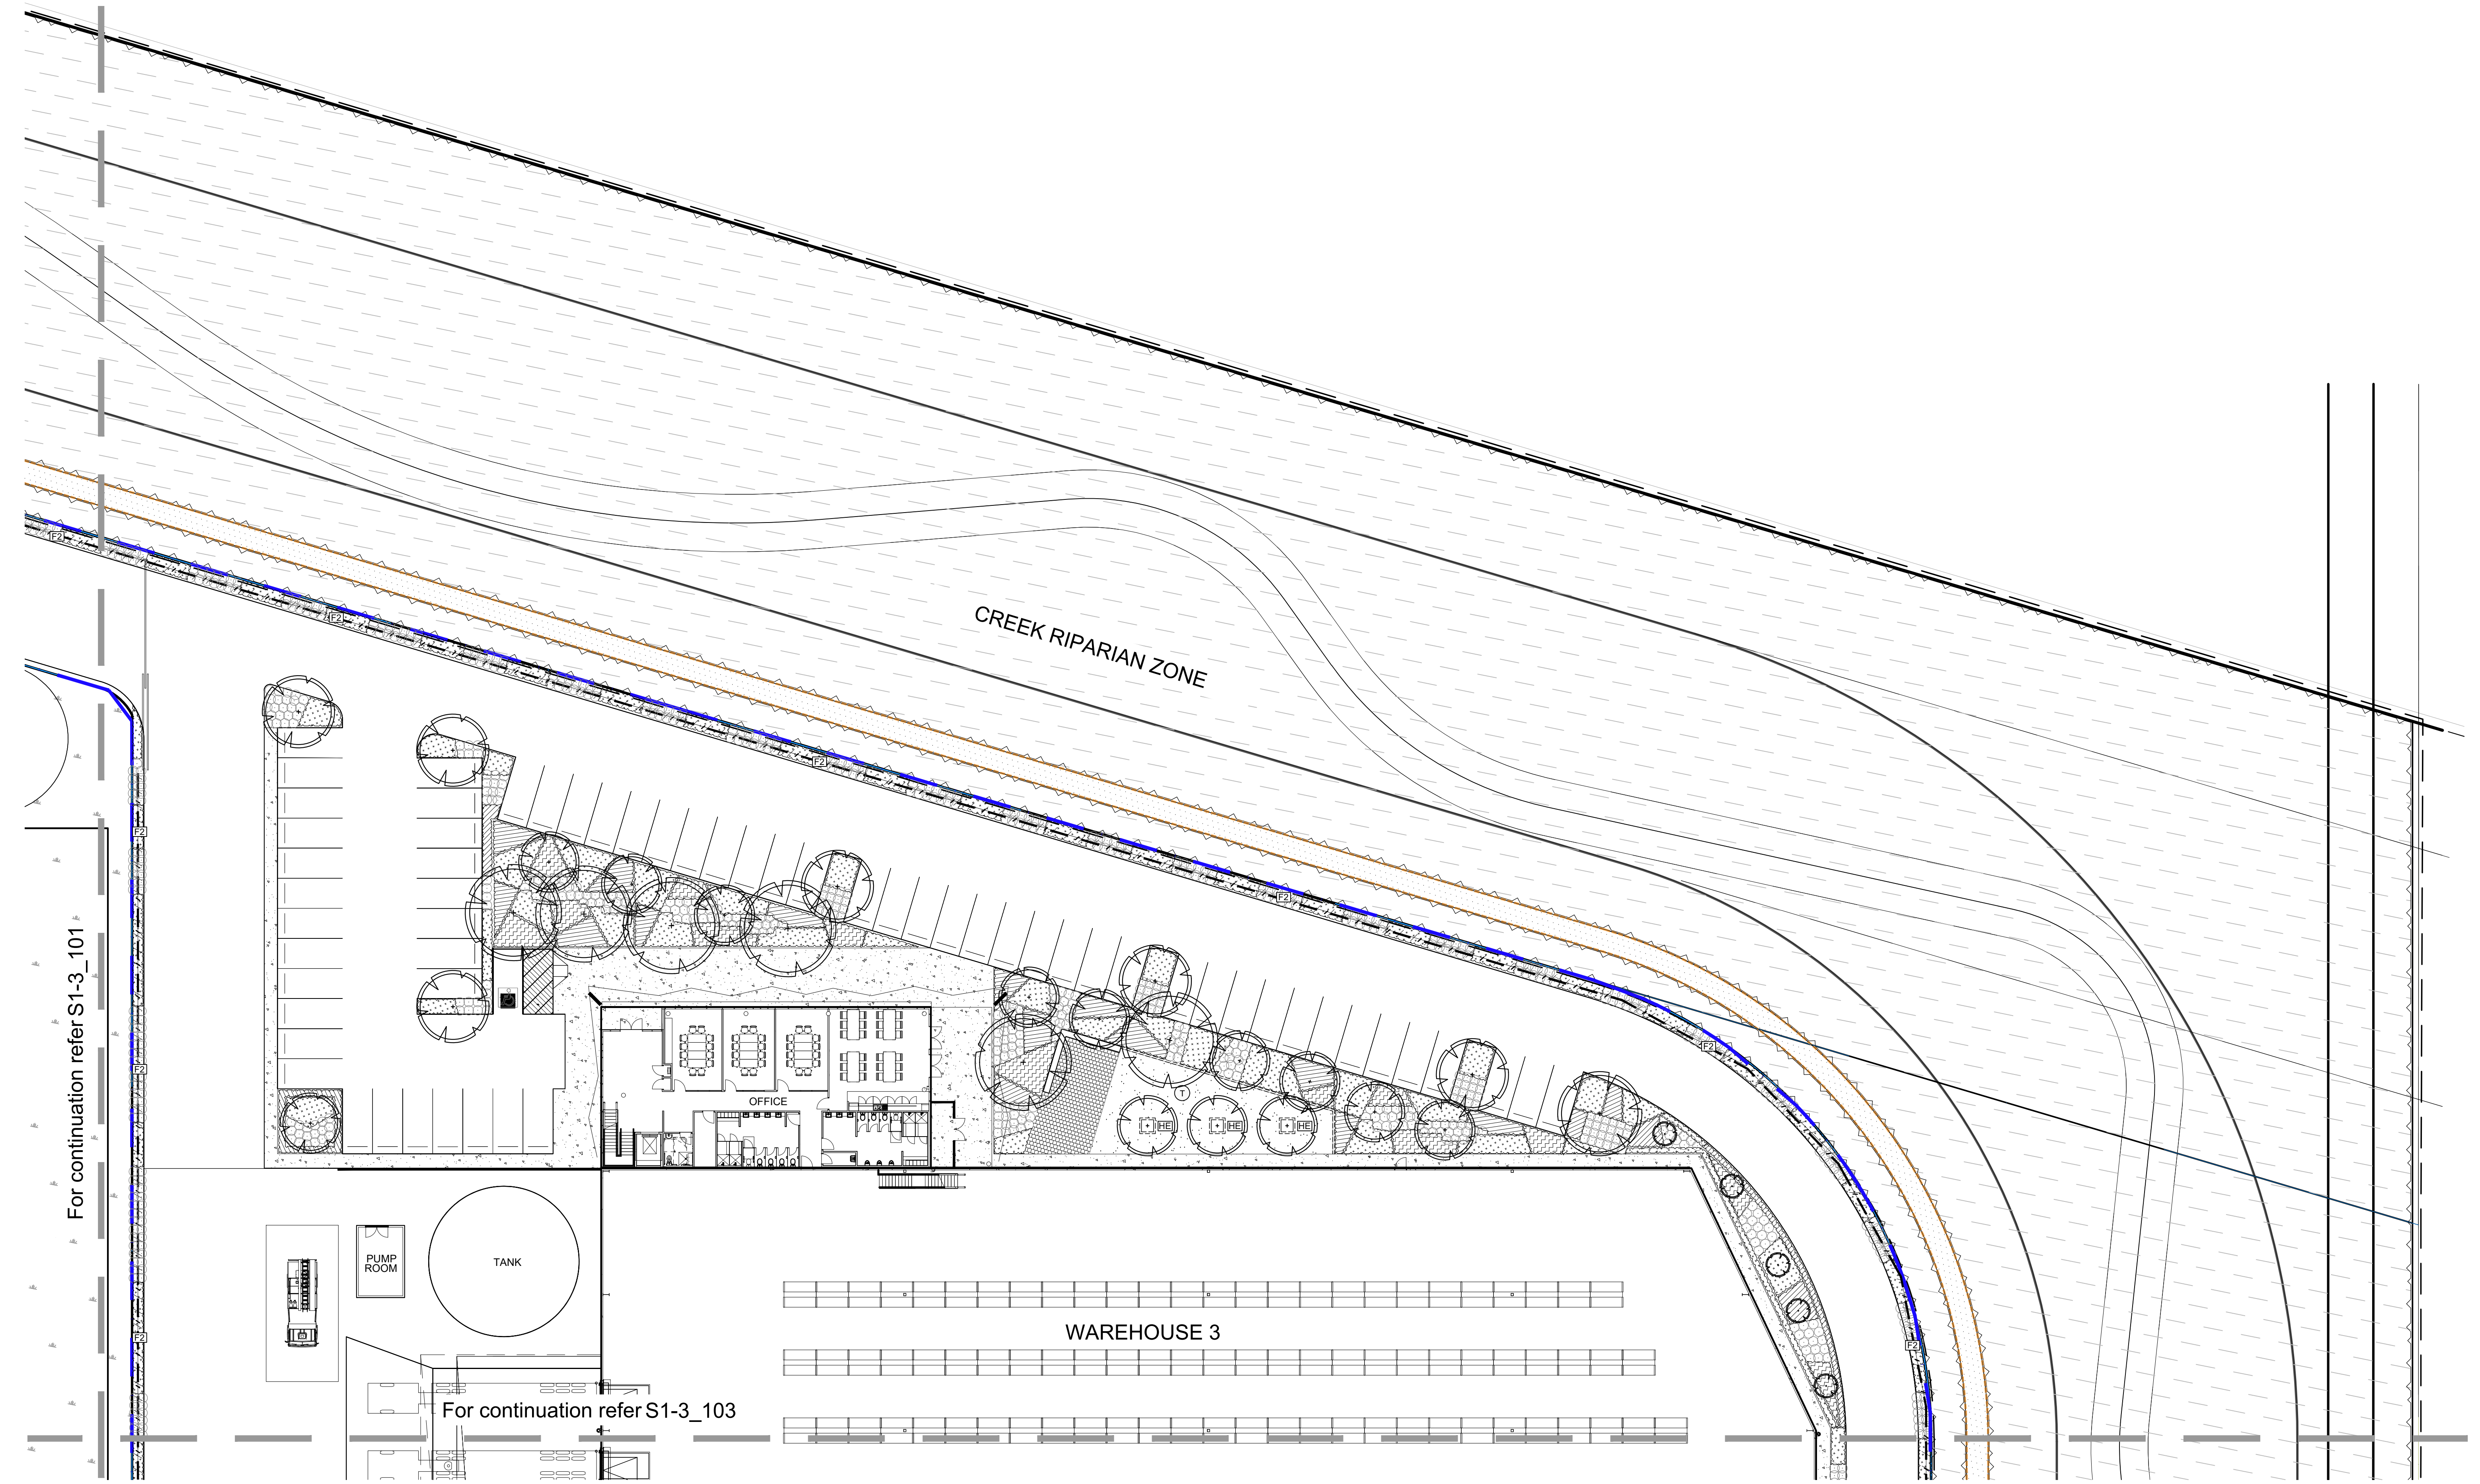 F2
F2
CREEK RIPARIAN ZONE
F2
F2
F2
For continuation refer S1-3_101
F2
F2
OFFICE
T
HE
HE
HE
PUMP
ROOM
TANK
WAREHOUSE 3
F2
F2
For continuation refer S1-3_103